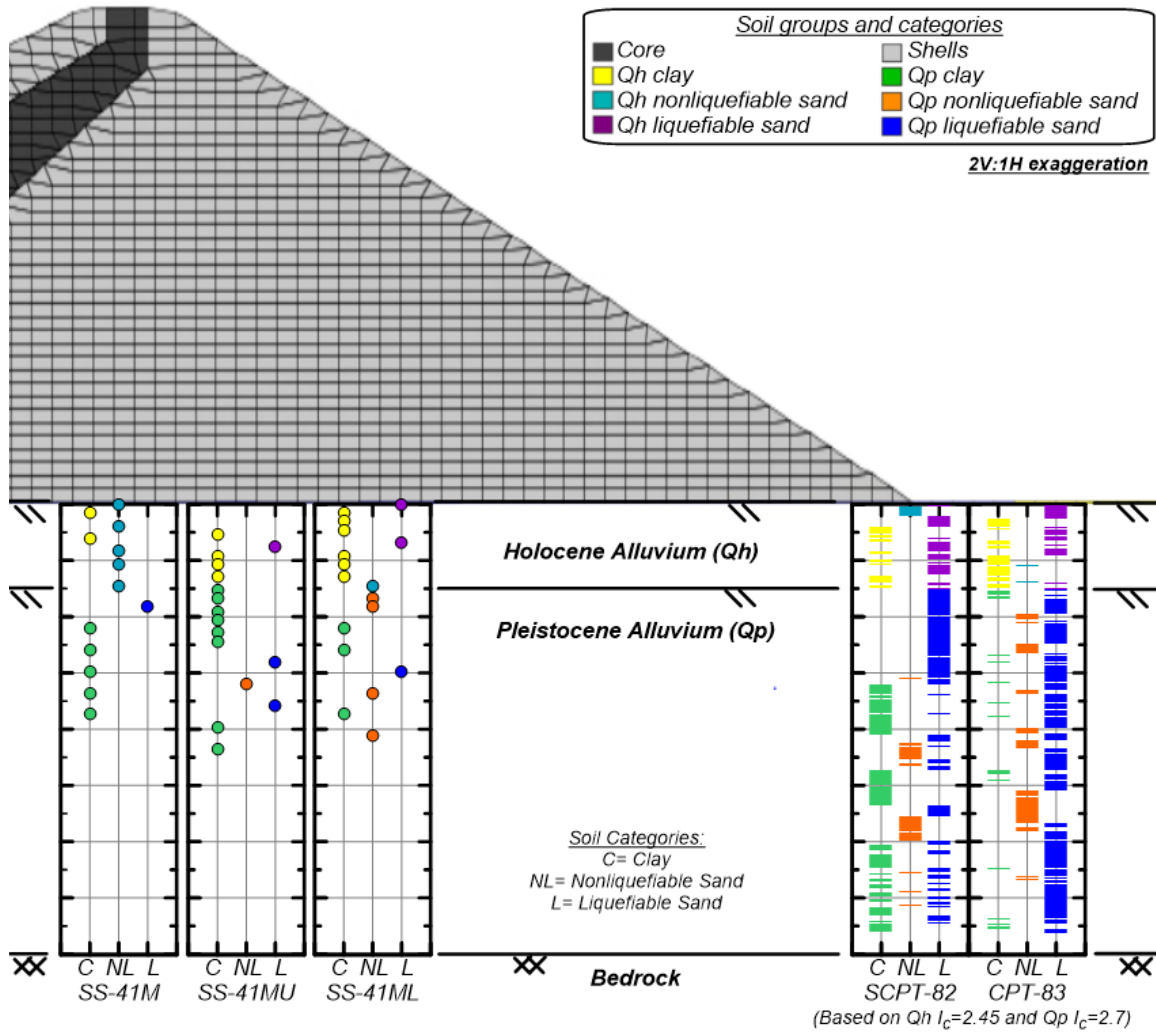 Soil groups and categories
Core
Shells
Qh clay
Qp clay
Qh nonliquefiable sand
Qp nonliquefiable sand
Qh liquefiable sand
Qp liquefiable sand
2V:1H exaggeration
Holocene Alluvium (Qh)
Pleistocene Alluvium (Qp)
Soil Categories:
C= Clay
NL= Nonliquefiable Sand
L= Liquefiable Sand
Bedrock
C NL L
SS-41M
C NL L
SS-41MU
C NL L
SS-41ML
C NL L
SCPT-82
C NL L
CPT-83
(Based on Qh Ic=2.45 and Qp Ic=2.7)